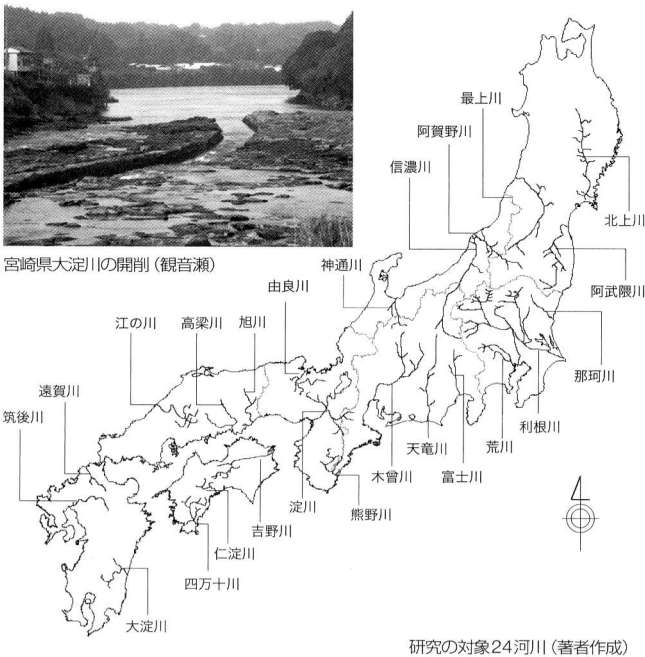 宮崎県大淀川の開削（観音瀬）
最上川
阿賀野川
信濃川
北上川
神通川
由良川
阿武隈川
江の川
高梁川
旭川
那珂川
遠賀川
筑後川
利根川
荒川
天竜川
富士川
木曾川
淀川
熊野川
吉野川
仁淀川
四万十川
大淀川
研究の対象24河川（著者作成）